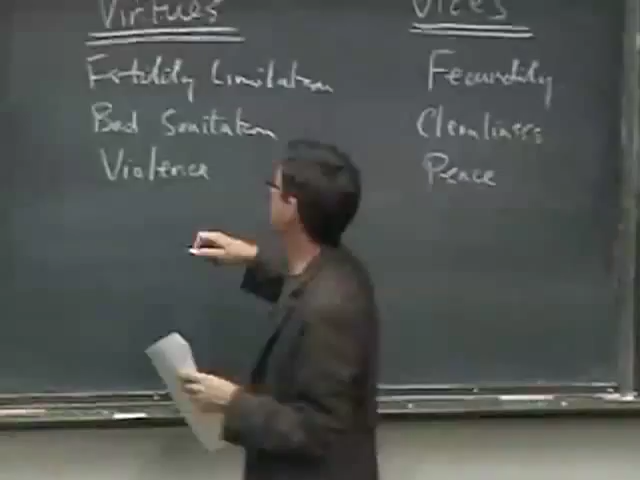 Virtues Vices
Fertility Limitation Fecundity
Bad Sanitation Cleanliness
Violence Peace